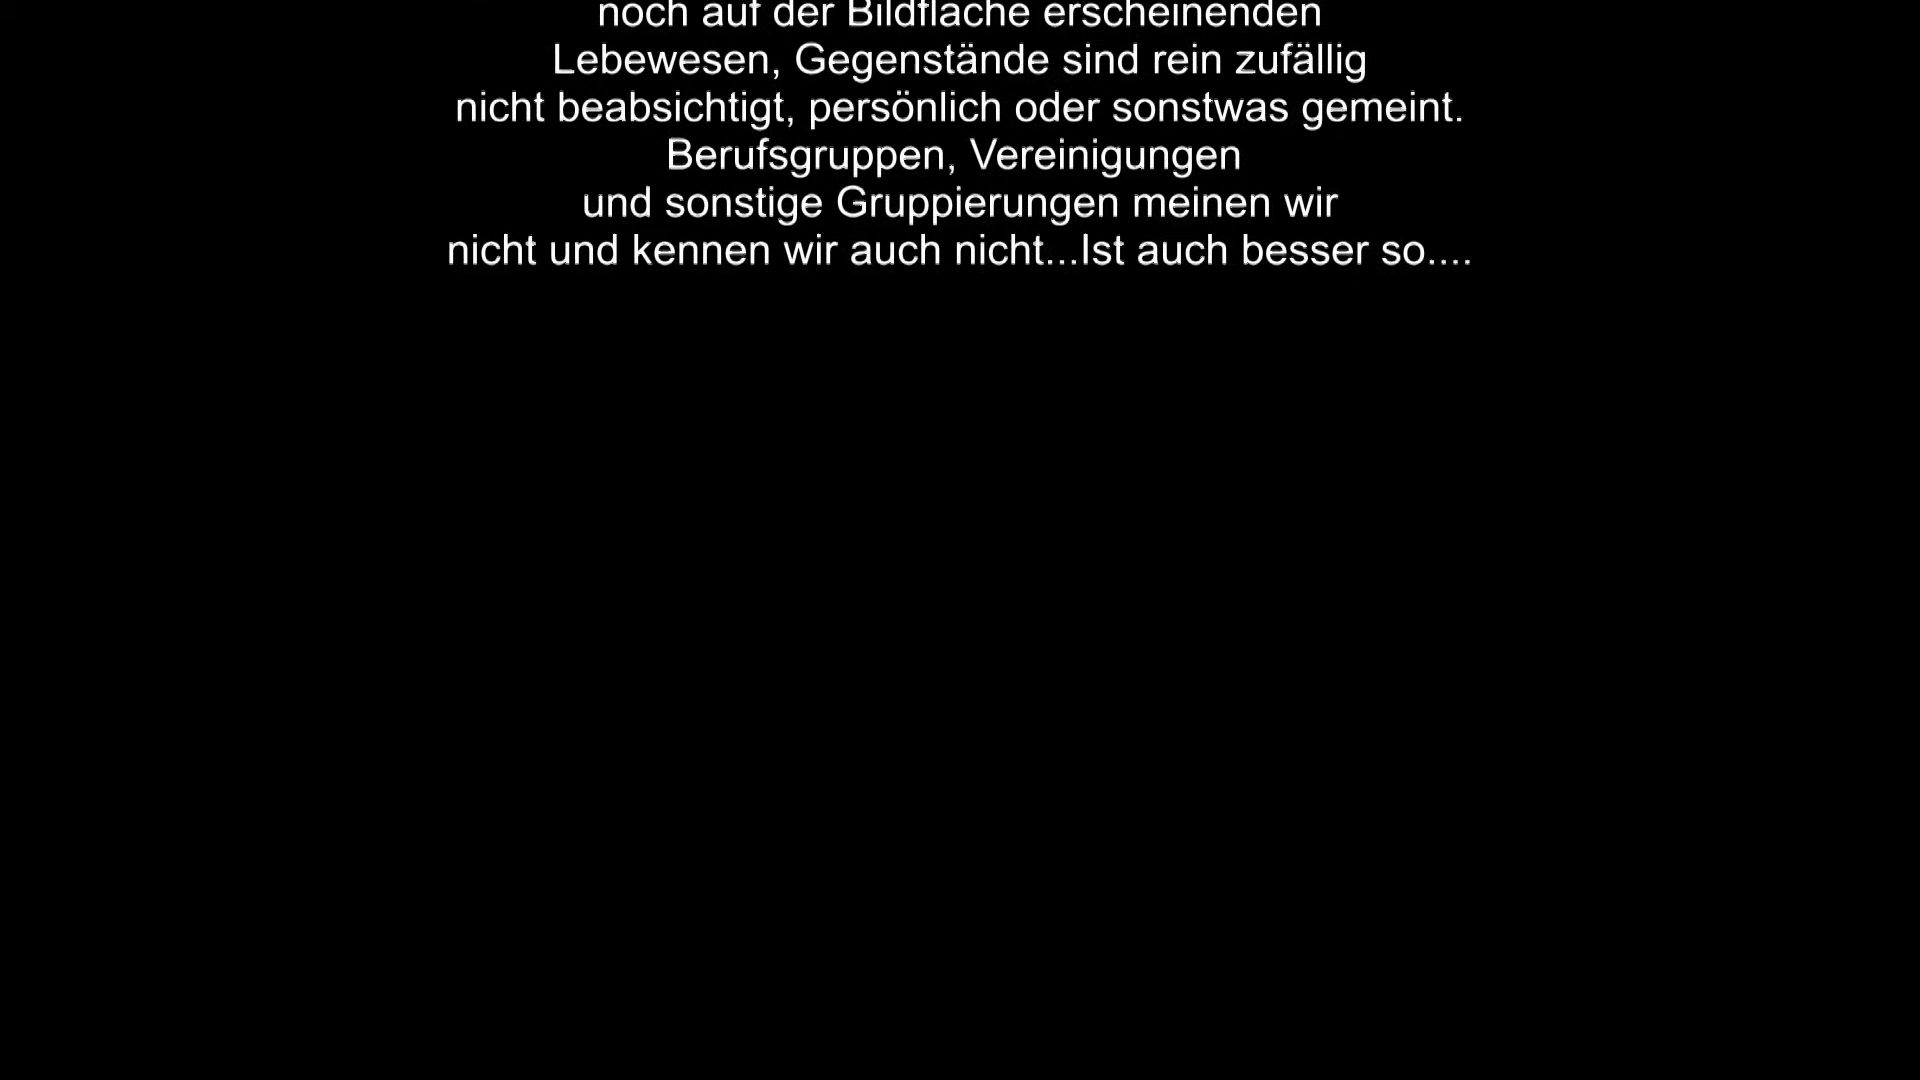 noch auf der Bildfläche erscheinenden
Lebewesen, Gegenstände sind rein zufällig
nicht beabsichtigt, persönlich oder sonstwas gemeint.
Berufsgruppen, Vereinigungen
und sonstige Gruppierungen meinen wir
nicht und kennen wir auch nicht...Ist auch besser so....